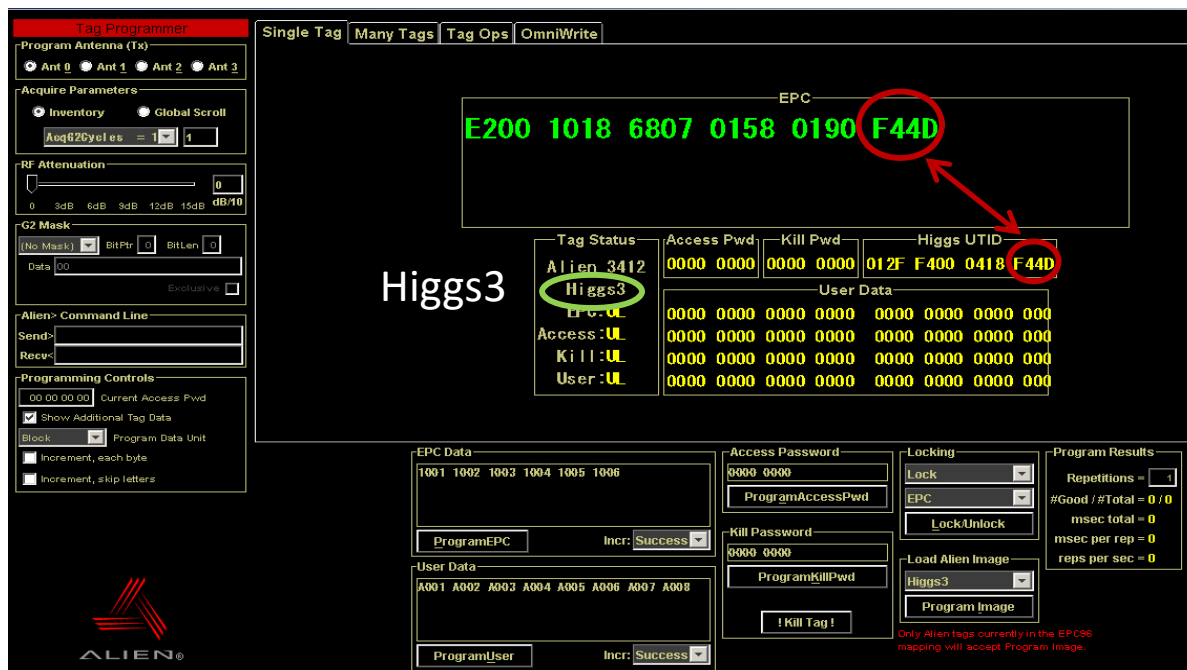 Tag Programmer
Program Antenna (Tx)
Ant 0 Ant 1 Ant 2 Ant 3
Acquire Parameters
Inventory Global Scroll
AcqG2Cycles = 1 1
RF Attenuation
0
0 3dB 6dB 9dB 12dB 15dB dB/10
G2 Mask
(No Mask) BitPtr 0 BitLen 0
Data 00
Exclusive
Alien> Command Line
Send>
Recv<
Programming Controls
00 00 00 00 Current Access Pwd
Show Additional Tag Data
Block Program Data Unit
Increment, each byte
Increment, skip letters
ALIEN®
Single Tag Many Tags Tag Ops OmniWrite
EPC
E200 1018 6807 0158 0190 F44D
Higgs3
Tag Status
Alien 3412
Higgs3
EPC:UL
Access:UL
Kill:UL
User:UL
Access Pwd
0000 0000
Kill Pwd
0000 0000
Higgs UTID
012F F400 0418 F44D
User Data
0000 0000 0000 0000 0000 0000 0000 000
0000 0000 0000 0000 0000 0000 0000 000
0000 0000 0000 0000 0000 0000 0000 000
0000 0000 0000 0000 0000 0000 0000 000
EPC Data
1001 1002 1003 1004 1005 1006
ProgramEPC Incr: Success
User Data
A001 A002 A003 A004 A005 A006 A007 A008
ProgramUser Incr: Success
Access Password
0000 0000
ProgramAccessPwd
Kill Password
0000 0000
ProgramKillPwd
! Kill Tag !
Locking
Lock
EPC
Lock/Unlock
Load Alien Image
Higgs3
Program Image
Only Alien tags currently in the EPC96
mapping will accept Program Image.
Program Results
Repetitions = 1
#Good / #Total = 0 / 0
msec total = 0
msec per rep = 0
reps per sec = 0